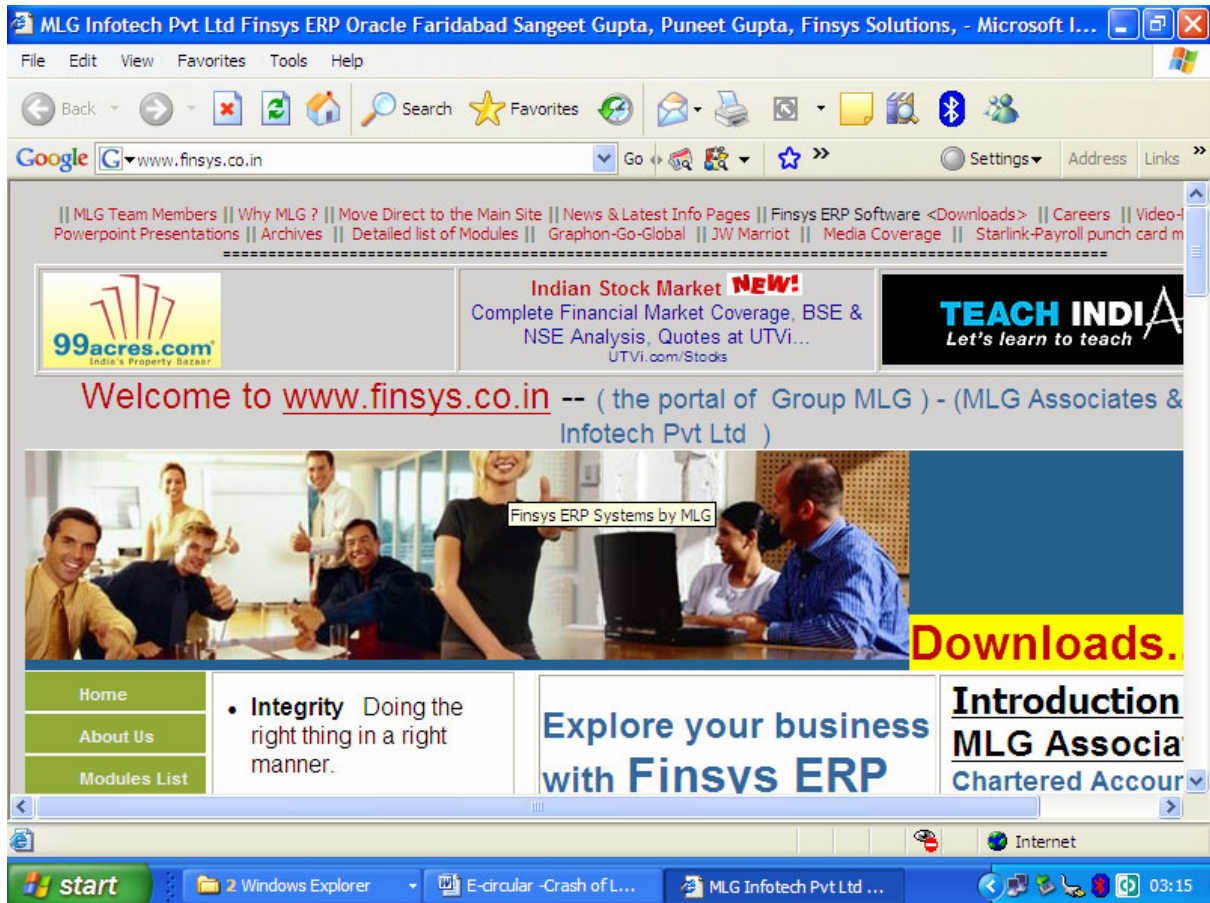 MLG Infotech Pvt Ltd Finsys ERP Oracle Faridabad Sangeet Gupta, Puneet Gupta, Finsys Solutions, - Microsoft I...
File Edit View Favorites Tools Help
Back Search Favorites
Google G www.finsys.co.in Go Settings Address Links »
|| MLG Team Members || Why MLG ? || Move Direct to the Main Site || News & Latest Info Pages || Finsys ERP Software <Downloads> || Careers || Video-
Powerpoint Presentations || Archives || Detailed list of Modules || Graphon-Go-Global || JW Marriot || Media Coverage || Starlink-Payroll punch card m
99acres.com
India's Property Bazaar
Indian Stock Market NEW!
Complete Financial Market Coverage, BSE &
NSE Analysis, Quotes at UTVi...
UTVi.com/Stocks
TEACH INDIA
Let's learn to teach
Welcome to www.finsys.co.in -- ( the portal of Group MLG ) - (MLG Associates &
Infotech Pvt Ltd )
Finsys ERP Systems by MLG
Downloads..
Home
About Us
Modules List
• Integrity Doing the
right thing in a right
manner.
Explore your business
with Finsys ERP
Introduction
MLG Associa
Chartered Accour
Internet
start 2 Windows Explorer E-circular -Crash of L... MLG Infotech Pvt Ltd ... 03:15